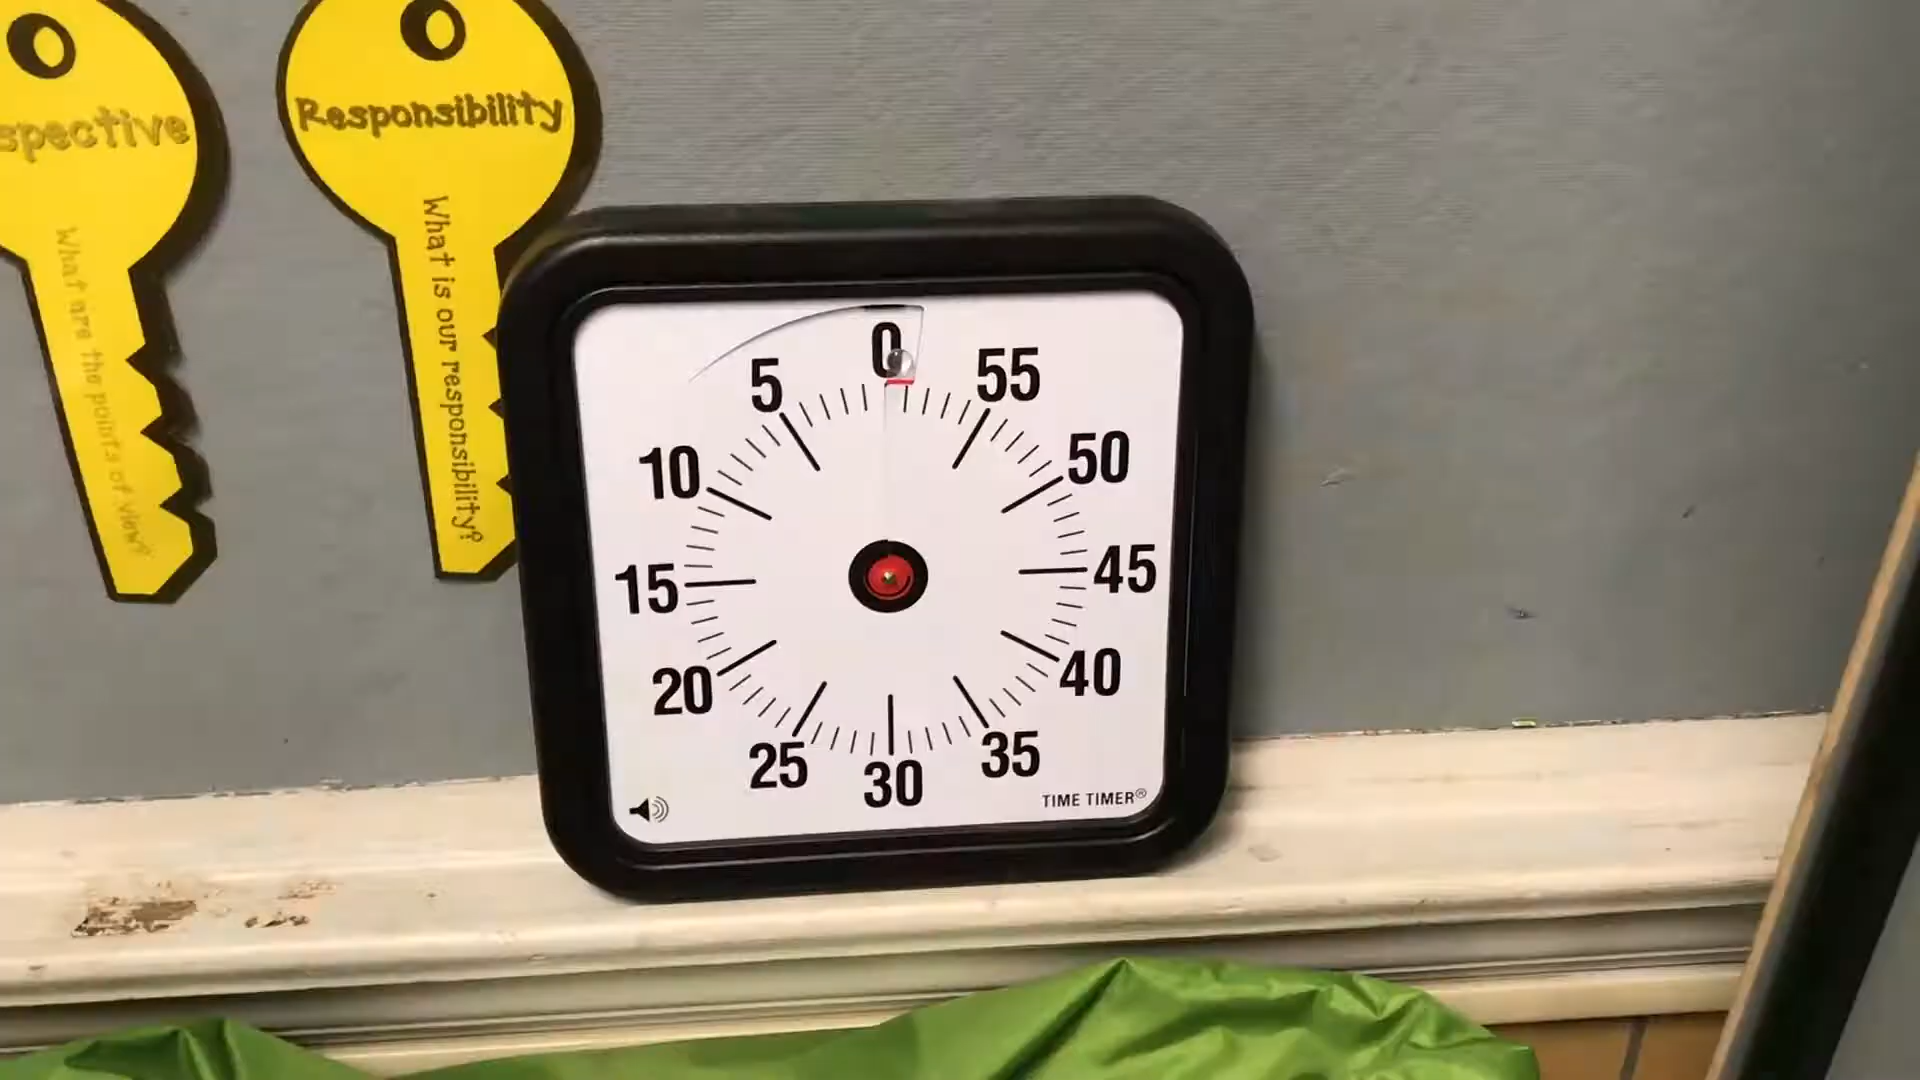 spective
What are the points of view?
Responsibility
What is our responsibility?
0
55
50
45
40
35
30
25
20
15
10
5
TIME TIMER®